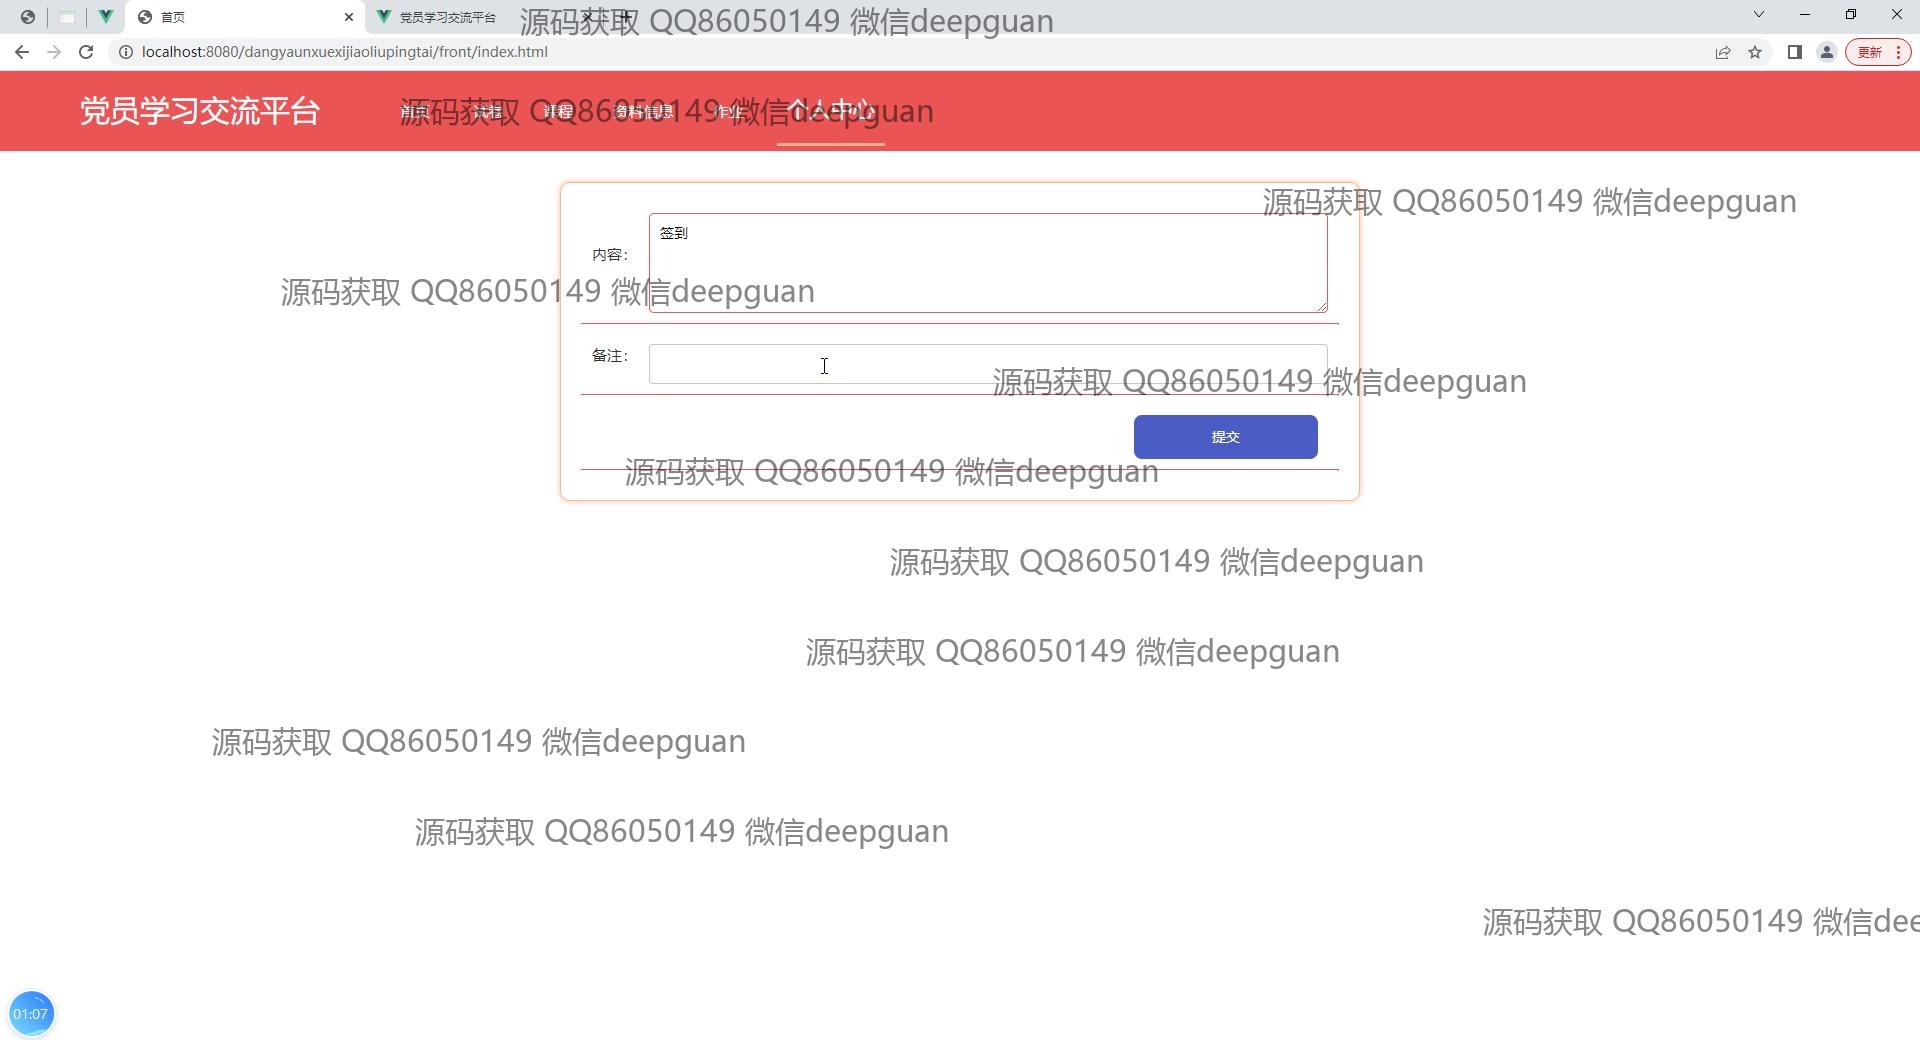 首页
党员学习交流平台
源码获取 QQ86050149 微信deepguan
localhost:8080/dangyaunxuexijiaoliupingtai/front/index.html
更新
党员学习交流平台
首页
试卷
课程
资料信息
作业
个人中心
源码获取 QQ86050149 微信deepguan
源码获取 QQ86050149 微信deepguan
内容：
签到
源码获取 QQ86050149 微信deepguan
备注：
源码获取 QQ86050149 微信deepguan
提交
源码获取 QQ86050149 微信deepguan
源码获取 QQ86050149 微信deepguan
源码获取 QQ86050149 微信deepguan
源码获取 QQ86050149 微信deepguan
源码获取 QQ86050149 微信deepguan
源码获取 QQ86050149 微信dee
01:07